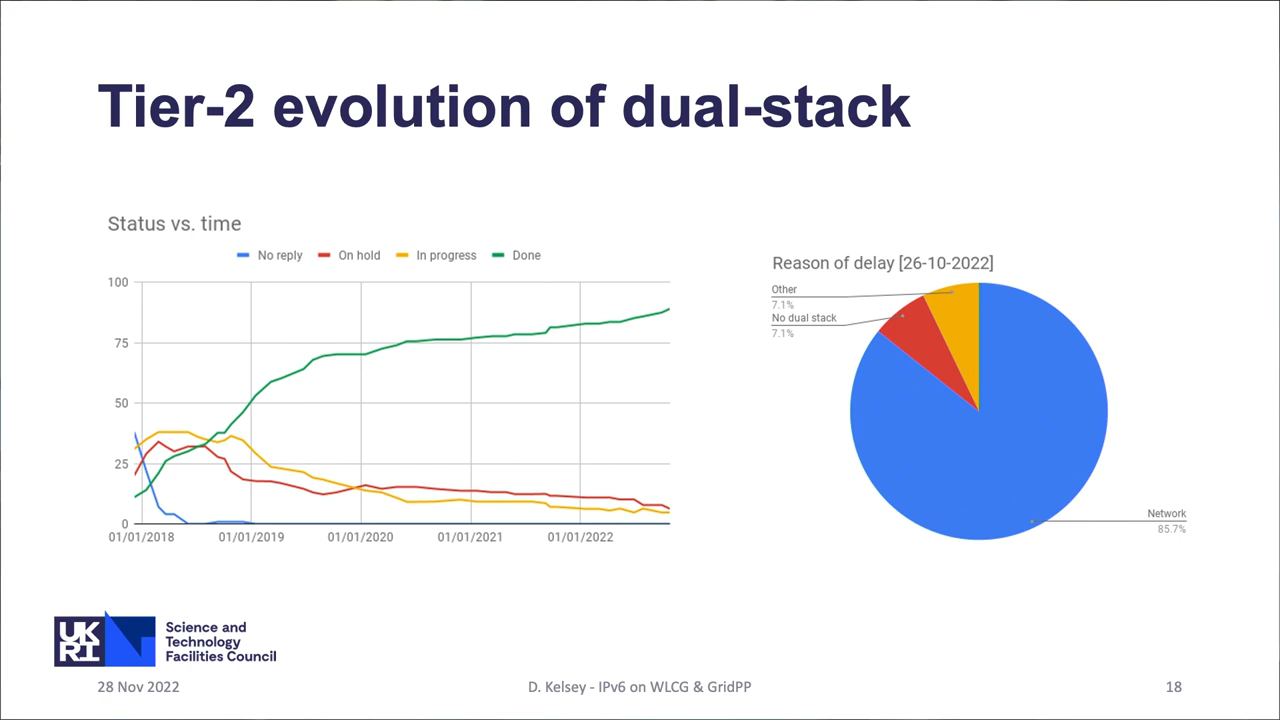 Tier-2 evolution of dual-stack
Status vs. time
No reply On hold In progress Done
100
75
50
25
0
01/01/2018 01/01/2019 01/01/2020 01/01/2021 01/01/2022
Reason of delay [26-10-2022]
Other
7.1%
No dual stack
7.1%
Network
85.7%
UK
RI
Science and
Technology
Facilities Council
28 Nov 2022
D. Kelsey - IPv6 on WLCG & GridPP
18